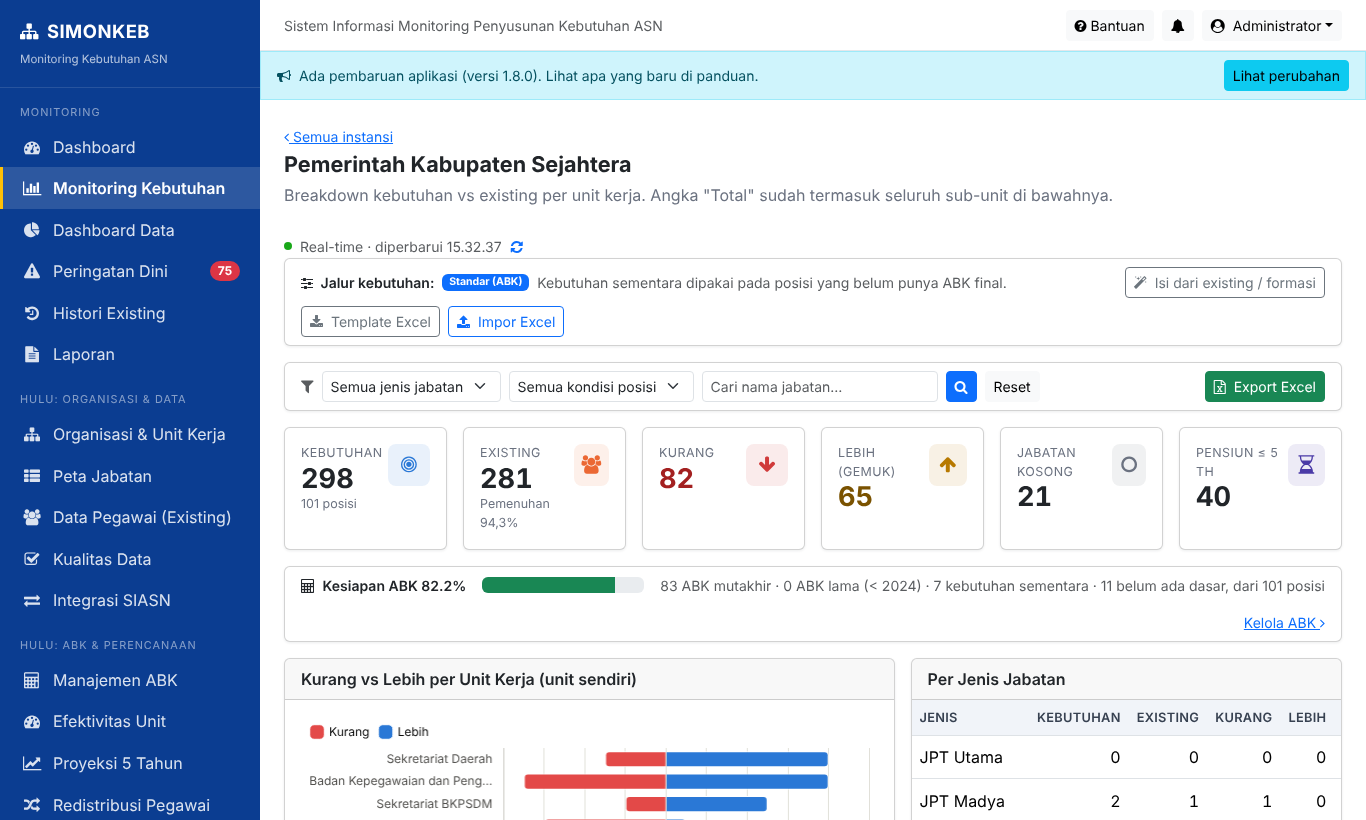 SIMONKEB
Monitoring Kebutuhan ASN
MONITORING
Dashboard
Monitoring Kebutuhan
Dashboard Data
Peringatan Dini 75
Histori Existing
Laporan
HULU: ORGANISASI & DATA
Organisasi & Unit Kerja
Peta Jabatan
Data Pegawai (Existing)
Kualitas Data
Integrasi SIASN
HULU: ABK & PERENCANAAN
Manajemen ABK
Efektivitas Unit
Proyeksi 5 Tahun
Redistribusi Pegawai
Sistem Informasi Monitoring Penyusunan Kebutuhan ASN
Bantuan
Administrator
Ada pembaruan aplikasi (versi 1.8.0). Lihat apa yang baru di panduan.
Lihat perubahan
Semua instansi
Pemerintah Kabupaten Sejahtera
Breakdown kebutuhan vs existing per unit kerja. Angka "Total" sudah termasuk seluruh sub-unit di bawahnya.
Real-time · diperbarui 15.32.37
Jalur kebutuhan: Standar (ABK) Kebutuhan sementara dipakai pada posisi yang belum punya ABK final.
Isi dari existing / formasi
Template Excel
Impor Excel
Semua jenis jabatan
Semua kondisi posisi
Cari nama jabatan...
Reset
Export Excel
KEBUTUHAN
298
101 posisi
EXISTING
281
Pemenuhan
94,3%
KURANG
82
LEBIH
(GEMUK)
65
JABATAN
KOSONG
21
PENSIUN ≤ 5
TH
40
Kesiapan ABK 82.2%
83 ABK mutakhir · 0 ABK lama (< 2024) · 7 kebutuhan sementara · 11 belum ada dasar, dari 101 posisi
Kelola ABK
Kurang vs Lebih per Unit Kerja (unit sendiri)
Kurang Lebih
Sekretariat Daerah
Badan Kepegawaian dan Peng...
Sekretariat BKPSDM
Per Jenis Jabatan
JENIS KEBUTUHAN EXISTING KURANG LEBIH
JPT Utama 0 0 0 0
JPT Madya 2 1 1 0